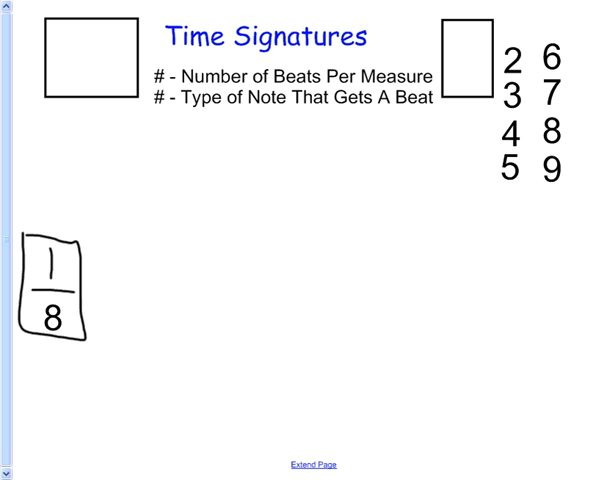 Time Signatures
# - Number of Beats Per Measure
# - Type of Note That Gets A Beat
2 6
3 7
4 8
5 9
1
8
Extend Page